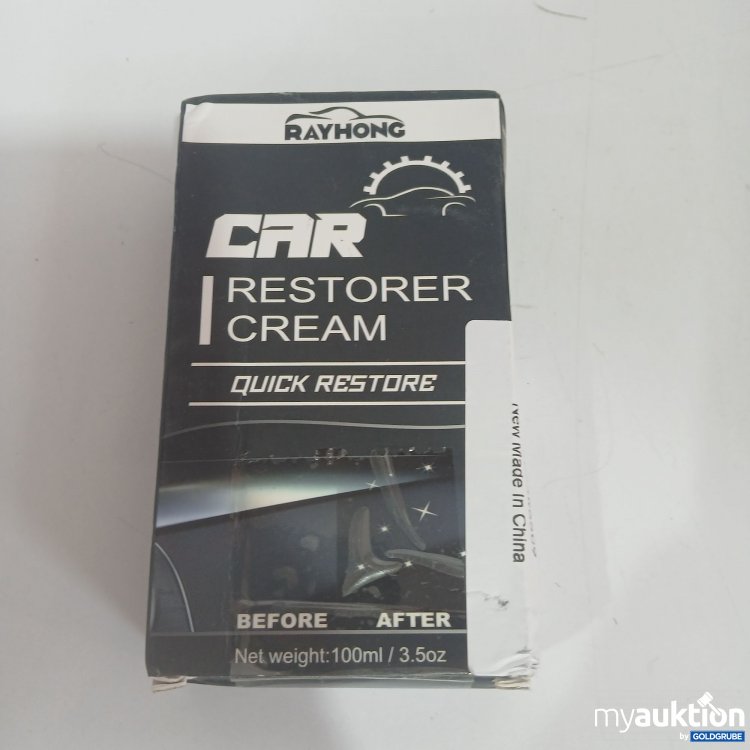 RAYHONG
CAR
RESTORER
CREAM
QUICK RESTORE
New Made In China
BEFORE AFTER
Net weight:100ml / 3.5oz
myauktion
by GOLDGRUBE